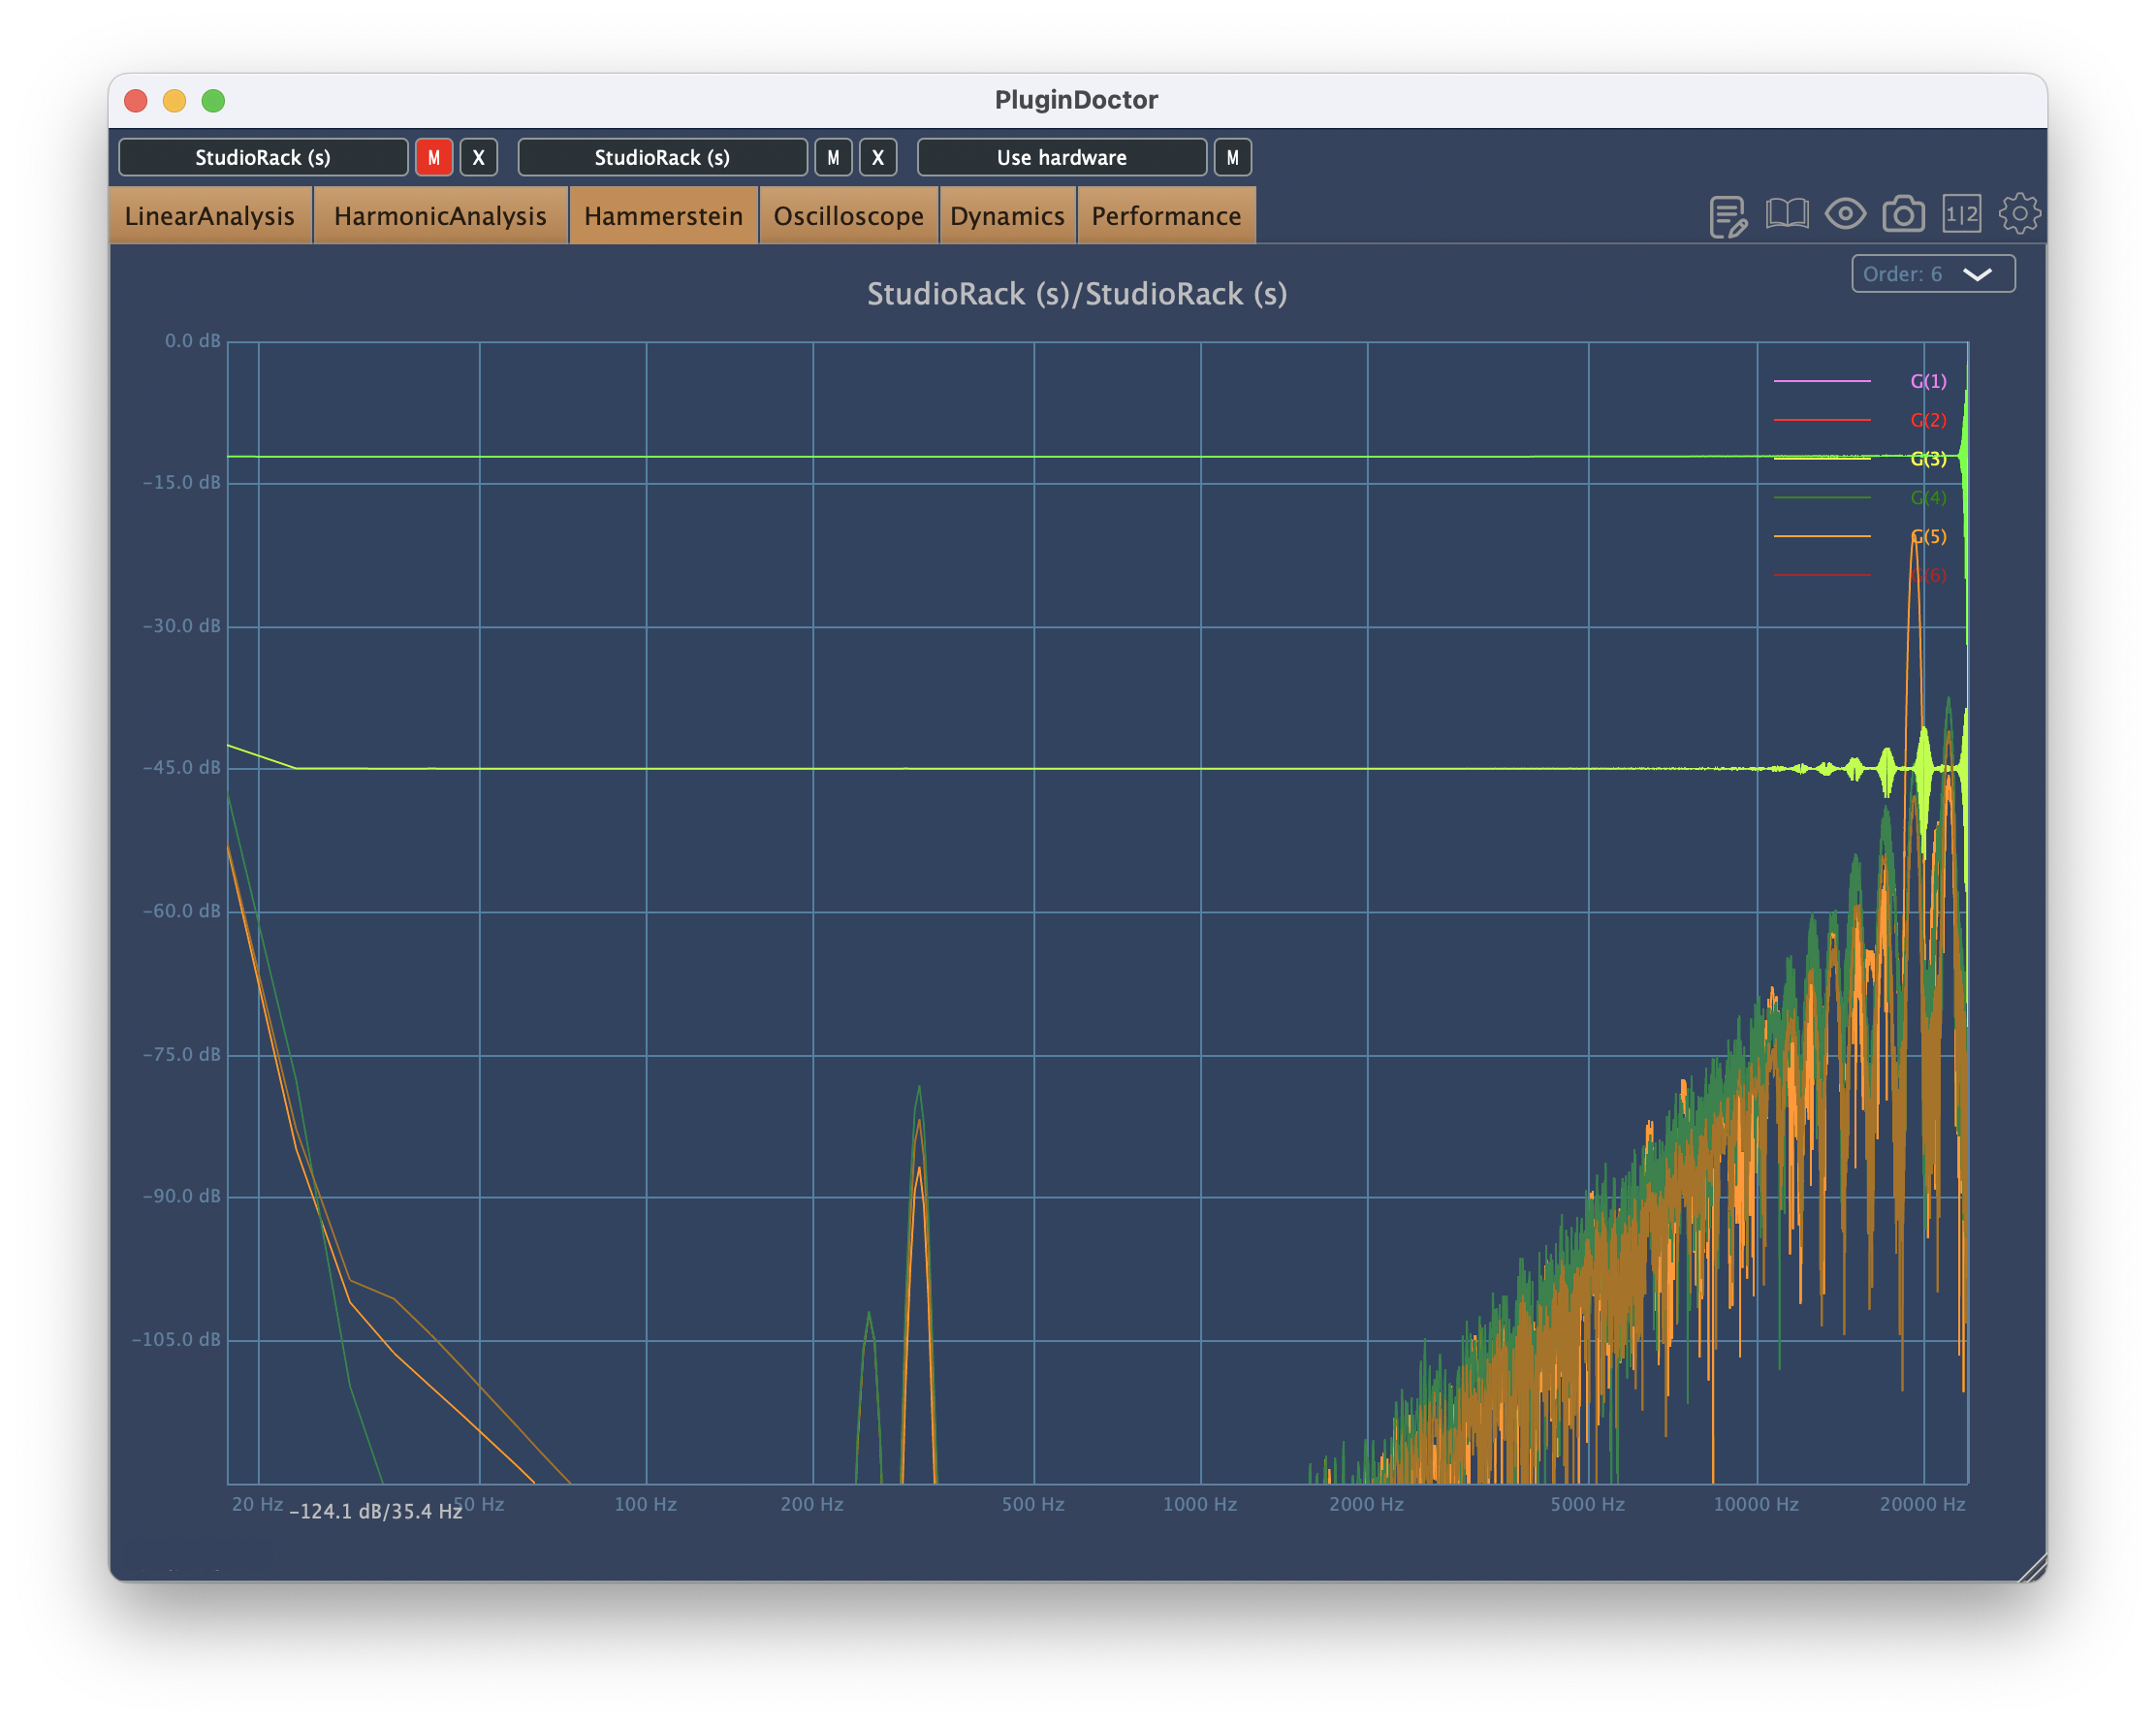 PluginDoctor
StudioRack (s) M X StudioRack (s) M X Use hardware M
LinearAnalysis HarmonicAnalysis Hammerstein Oscilloscope Dynamics Performance 1|2
Order: 6
StudioRack (s)/StudioRack (s)
0.0 dB
G(1)
G(2)
G(3)
-15.0 dB
G(4)
G(5)
G(6)
-30.0 dB
-45.0 dB
-60.0 dB
-75.0 dB
-90.0 dB
-105.0 dB
20 Hz 50 Hz 100 Hz 200 Hz 500 Hz 1000 Hz 2000 Hz 5000 Hz 10000 Hz 20000 Hz
-124.1 dB/35.4 Hz